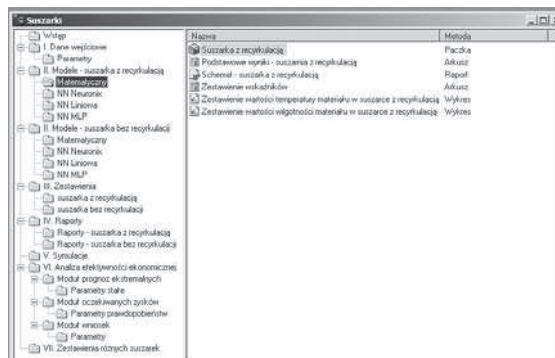 Suszarki
Wstęp
I. Dane wejściowe
Parametry
II. Modele - suszarka z recyrkulacją
Matematyczny
NN Neuronix
NN Liniowa
NN MLP
II. Modele - suszarka bez recyrkulacji
Matematyczny
NN Neuronix
NN Liniowa
NN MLP
III. Zestawienia
suszarka z recyrkulacją
suszarka bez recyrkulacji
IV. Raporty
Raporty - suszarka z recyrkulacją
Raporty - suszarka bez recyrkulacji
V. Symulacje
VI. Analiza efektywności ekonomicznej
Moduł prognoz ekstremalnych
Parametry stałe
Moduł oczekiwanych zysków
Parametry prawdopobieństw
Moduł wniosek
Parametry
VII. Zestawienia różnych suszarek
Nazwa Metoda
Suszarka z recyrkulacją Paczka
Podstawowe wyniki - suszarnia z recyrkulacją Arkusz
Schemat - suszarka z recyrkulacją Raport
Zestawienie wskaźników Arkusz
Zestawienie wartości temperatury materiału w suszarce z recyrkulacją Wykres
Zestawienie wartości wilgotności materiału w suszarce z recyrkulacją Wykres